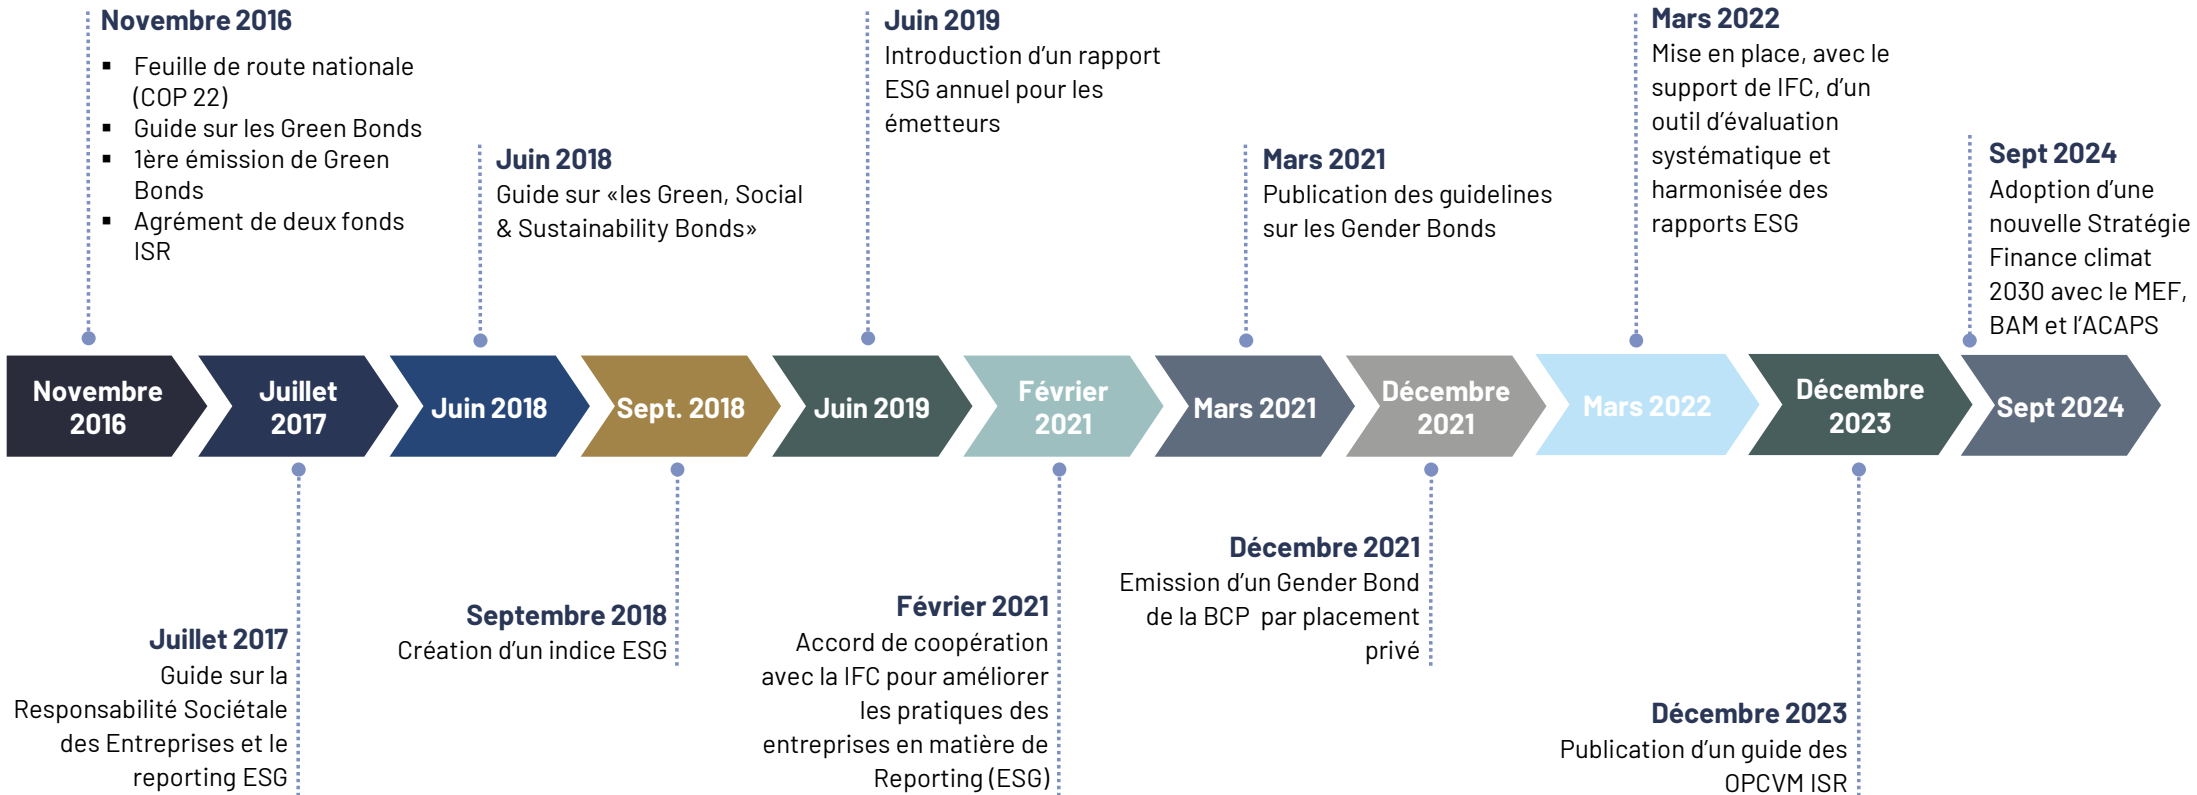 Novembre 2016
▪ Feuille de route nationale
(COP 22)
▪ Guide sur les Green Bonds
▪ 1ère émission de Green
Bonds
▪ Agrément de deux fonds
ISR
Juin 2018
Guide sur «les Green, Social
& Sustainability Bonds»
Juin 2019
Introduction d’un rapport
ESG annuel pour les
émetteurs
Mars 2021
Publication des guidelines
sur les Gender Bonds
Mars 2022
Mise en place, avec le
support de IFC, d’un
outil d’évaluation
systématique et
harmonisée des
rapports ESG
Sept 2024
Adoption d’une
nouvelle Stratégie
Finance climat
2030 avec le MEF,
BAM et l’ACAPS
Novembre
2016
Juillet
2017
Juin 2018
Sept. 2018
Juin 2019
Février
2021
Mars 2021
Décembre
2021
Mars 2022
Décembre
2023
Sept 2024
Juillet 2017
Guide sur la
Responsabilité Sociétale
des Entreprises et le
reporting ESG
Septembre 2018
Création d’un indice ESG
Février 2021
Accord de coopération
avec la IFC pour améliorer
les pratiques des
entreprises en matière de
Reporting (ESG)
Décembre 2021
Emission d’un Gender Bond
de la BCP par placement
privé
Décembre 2023
Publication d’un guide des
OPCVM ISR